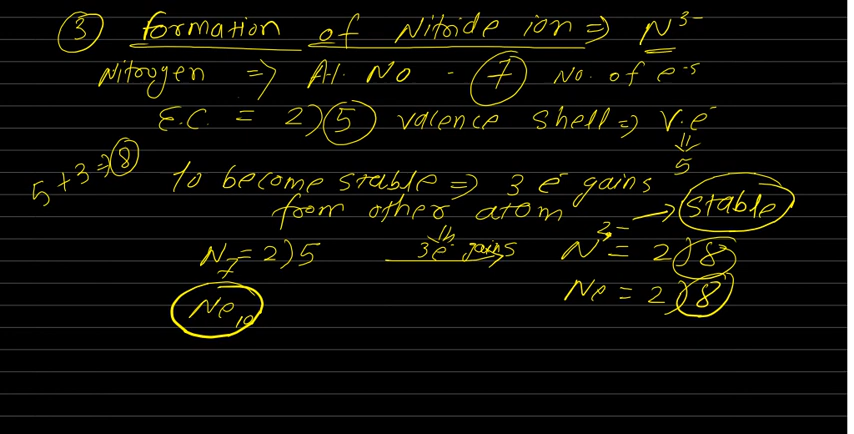 ③ formation of Nitride ion ⇒ N³⁻
Nitrogen ⇒ At. No - 7 No. of e⁻s
E.C. = 2)5 valence shell ⇒ V.e⁻
⇓
5
5+3⇒8
to become stable ⇒ 3 e⁻ gains
from other atom → stable
N₇ = 2)5 3e⁻ gains N³⁻ = 2)8
Ne₁₀ Ne = 2)8